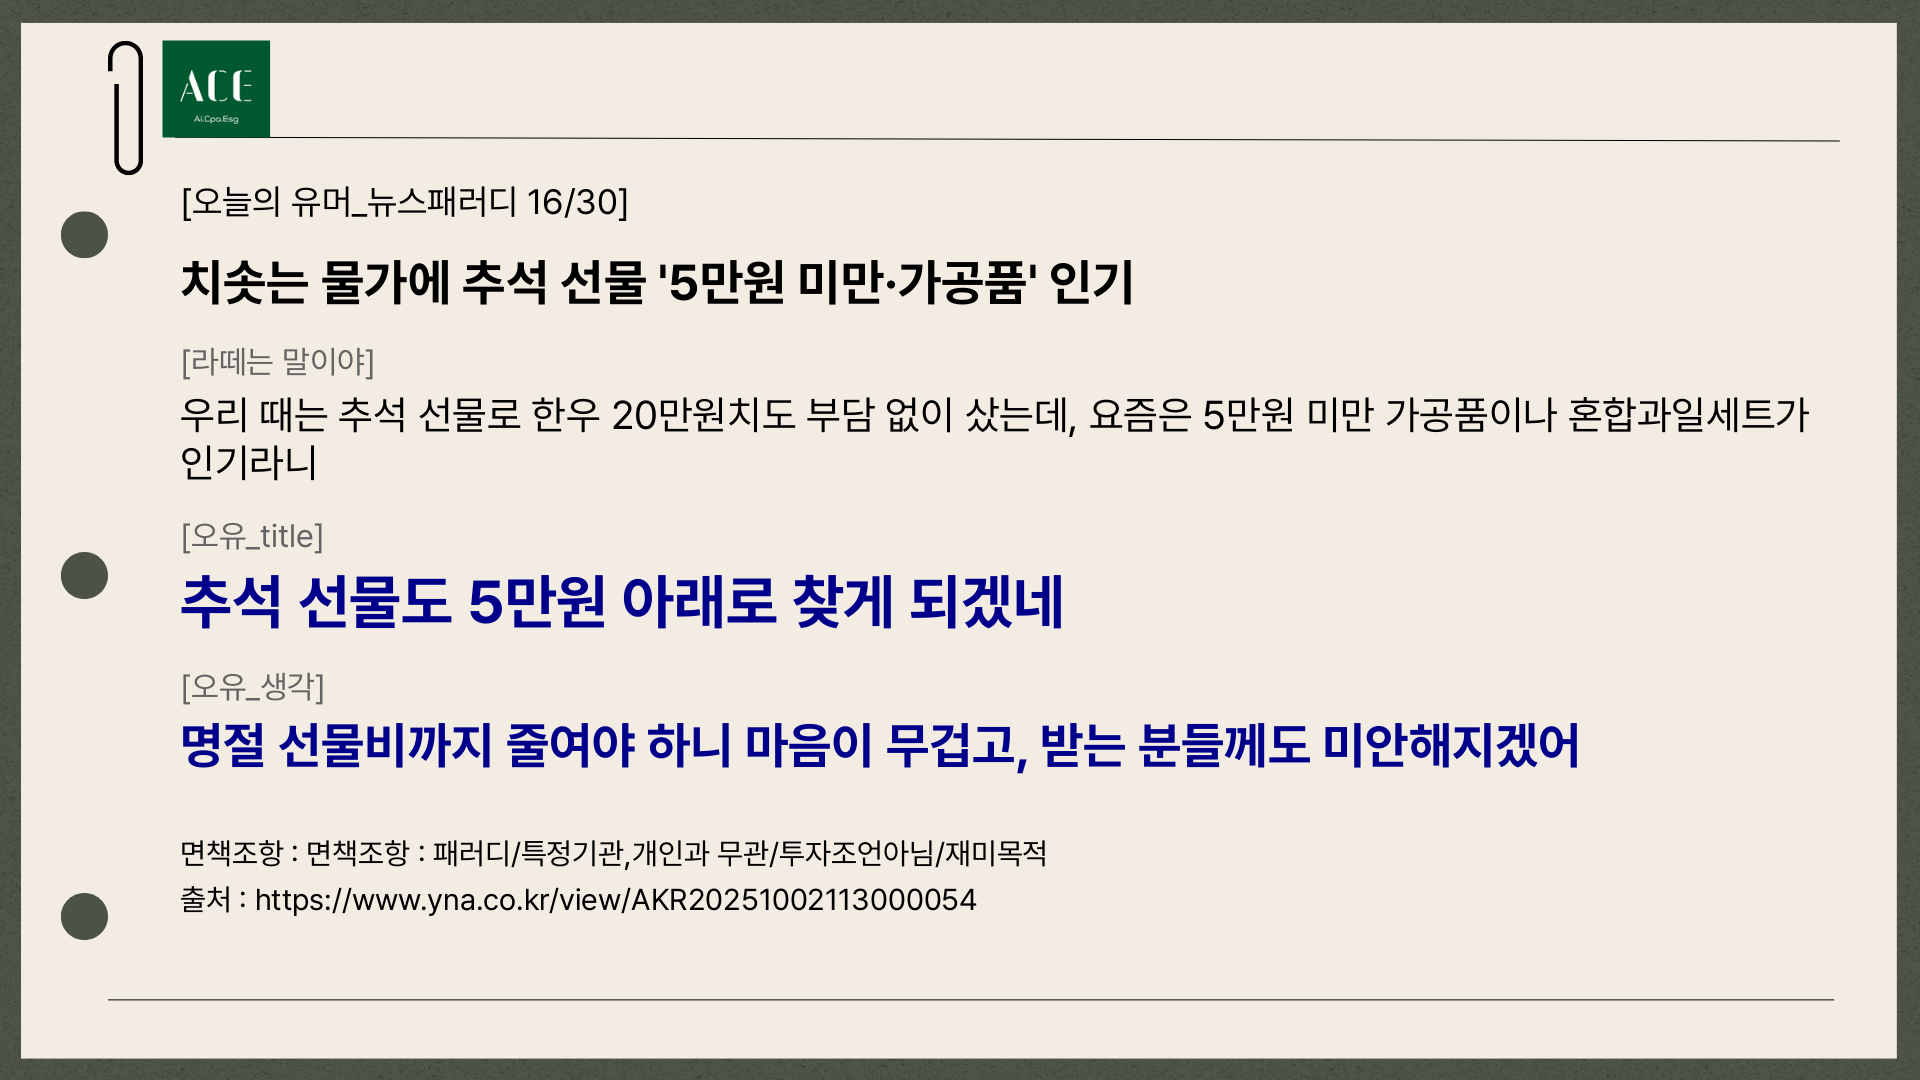 ACE
Ai.Cpa.Esg
[오늘의 유머_뉴스패러디 16/30]
치솟는 물가에 추석 선물 '5만원 미만·가공품' 인기
[라떼는 말이야]
우리 때는 추석 선물로 한우 20만원치도 부담 없이 샀는데, 요즘은 5만원 미만 가공품이나 혼합과일세트가
인기라니
[오유_title]
추석 선물도 5만원 아래로 찾게 되겠네
[오유_생각]
명절 선물비까지 줄여야 하니 마음이 무겁고, 받는 분들께도 미안해지겠어
면책조항 : 면책조항 : 패러디/특정기관,개인과 무관/투자조언아님/재미목적
출처 : https://www.yna.co.kr/view/AKR20251002113000054